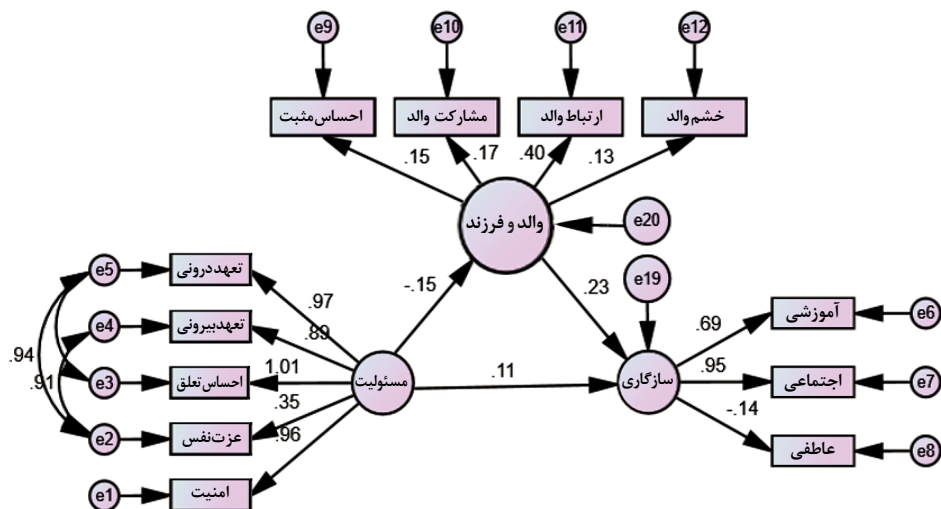 e9
e10
e11
e12
احساس مثبت
مشارکت والد
ارتباط والد
خشم والد
.15
.17
.40
.13
والد و فرزند
e20
-.15
.23
e19
e5
تعهددرونی
.97
e4
تعهدبیرونی
.89
e3
احساس تعلق
1.01
e2
عزت نفس
.35
e1
امنیت
.96
.94
.91
مسئولیت
.11
سازگاری
.69
آموزشی
e6
.95
اجتماعی
e7
-.14
عاطفی
e8